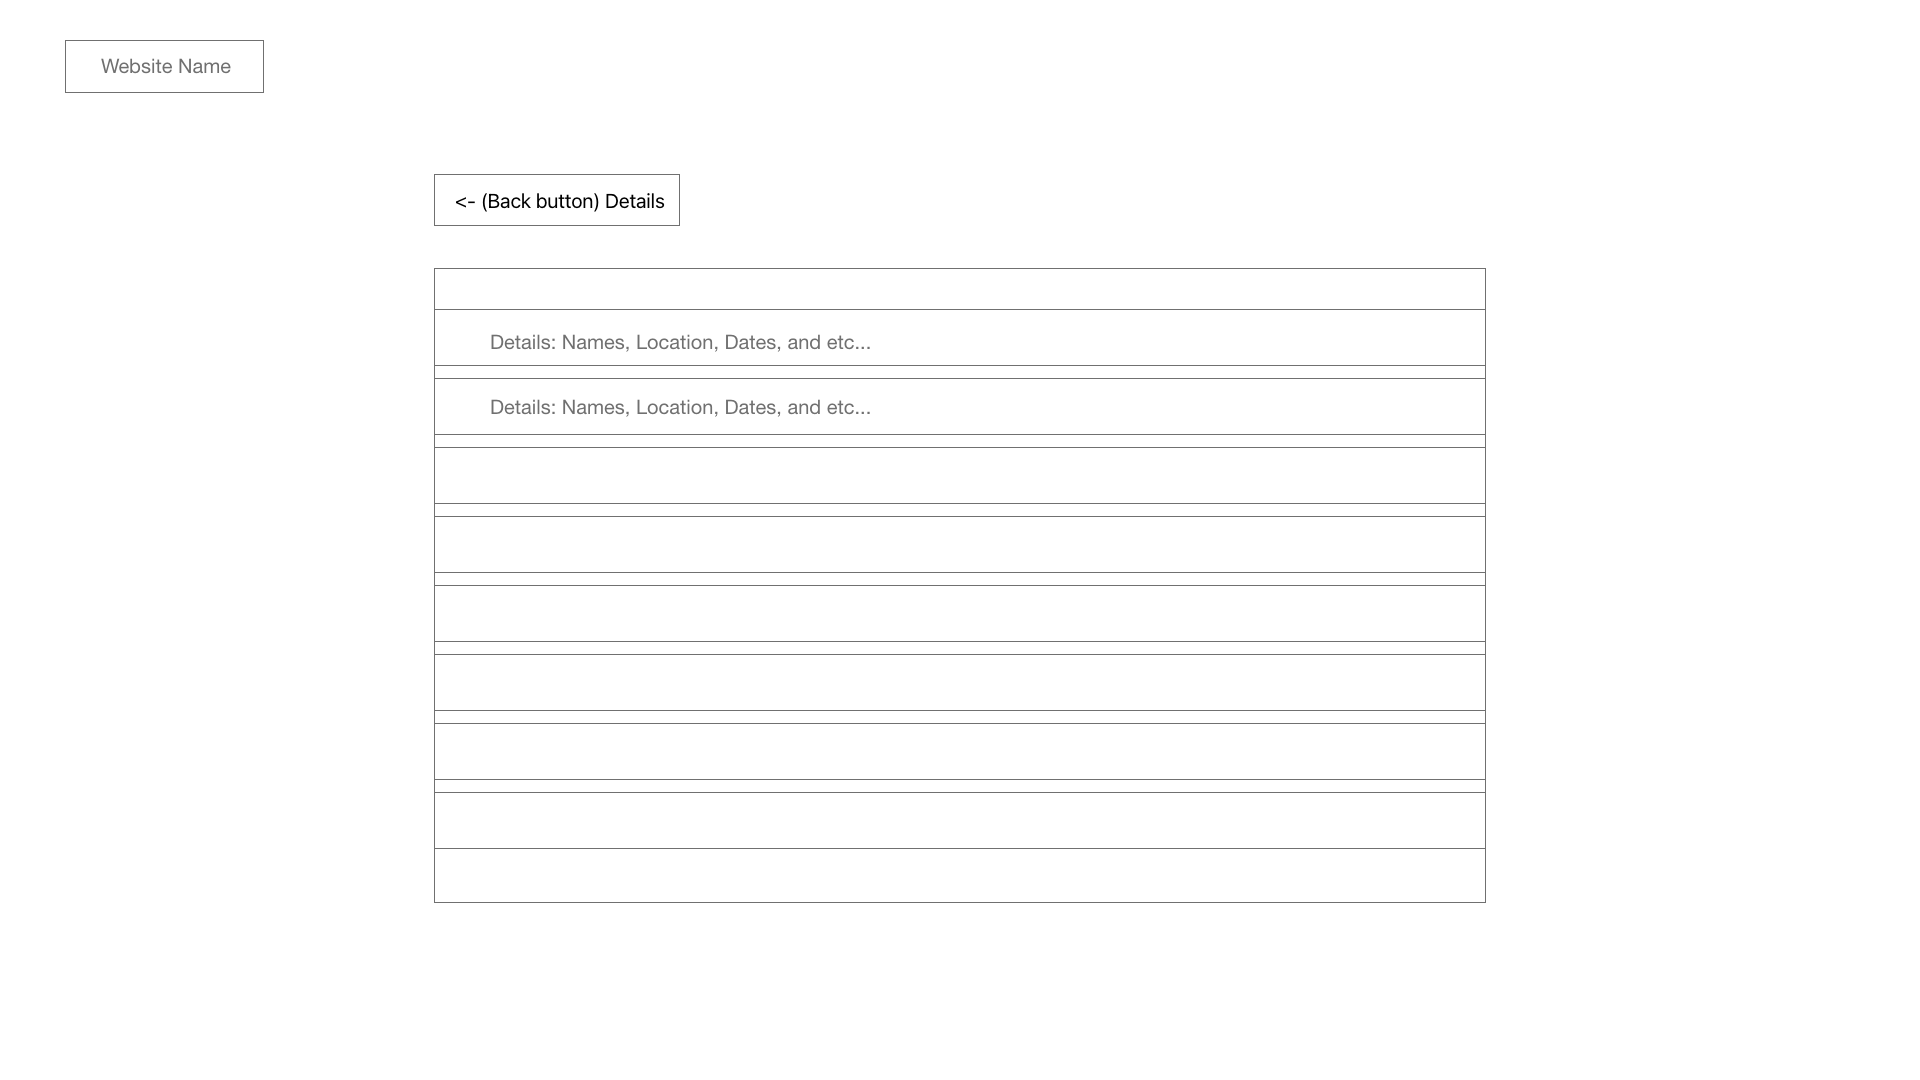 Website Name
<- (Back button) Details
Details: Names, Location, Dates, and etc...
Details: Names, Location, Dates, and etc...